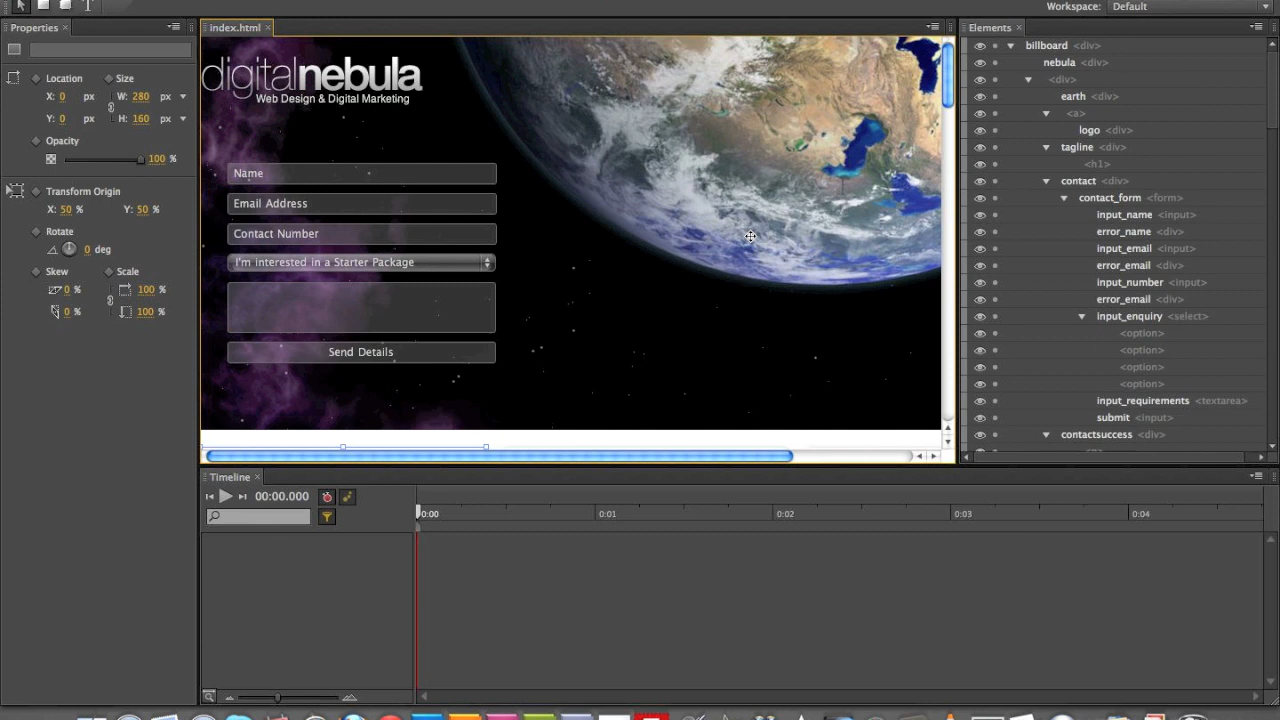 Workspace: Default
Properties
index.html
Elements
Location
Size
X: 0 px
W: 280 px
Y: 0 px
H: 160 px
Opacity
100 %
Transform Origin
X: 50 %
Y: 50 %
Rotate
0 deg
Skew
Scale
0 %
100 %
0 %
100 %
digitalnebula
Web Design & Digital Marketing
Name
Email Address
Contact Number
I'm interested in a Starter Package
Send Details
billboard <div>
nebula <div>
<div>
earth <div>
<a>
logo <div>
tagline <div>
<h1>
contact <div>
contact_form <form>
input_name <input>
error_name <div>
input_email <input>
error_email <div>
input_number <input>
error_email <div>
input_enquiry <select>
<option>
<option>
<option>
<option>
input_requirements <textarea>
submit <input>
contactsuccess <div>
Timeline
00:00.000
0:00
0:01
0:02
0:03
0:04